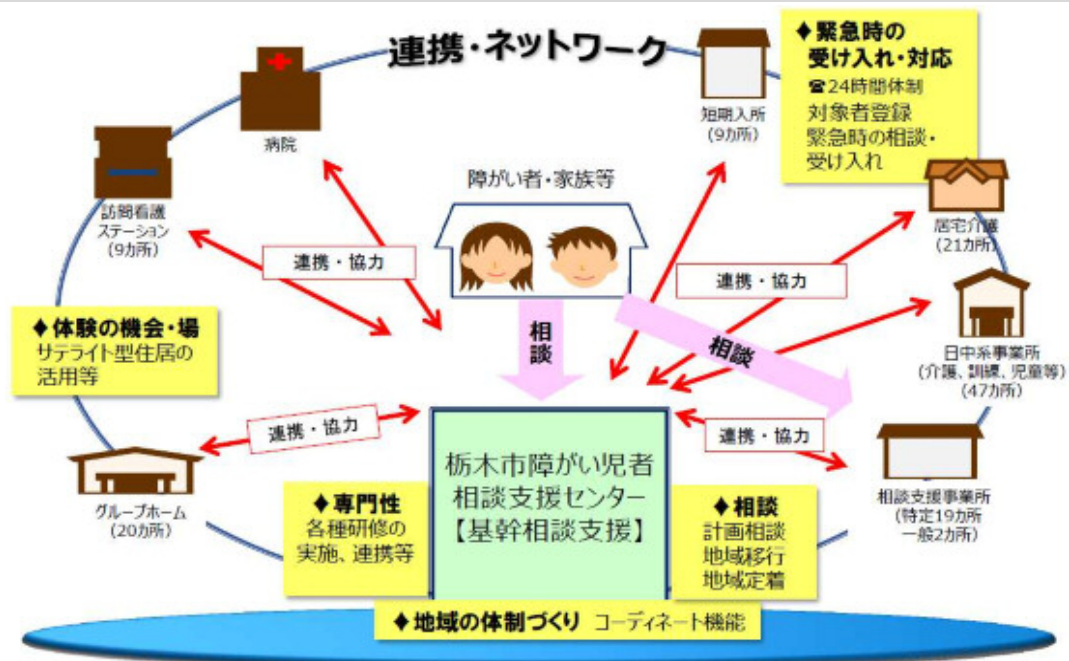 連携・ネットワーク
病院
短期入所
(9カ所)
◆緊急時の
受け入れ・対応
☎24時間体制
対象者登録
緊急時の相談・
受け入れ
訪問看護
ステーション
(9カ所)
障がい者・家族等
居宅介護
(21カ所)
連携・協力
連携・協力
◆体験の機会・場
サテライト型住居の
活用等
相談
相談
日中系事業所
(介護、訓練、児童等)
(47カ所)
連携・協力
連携・協力
グループホーム
(20カ所)
栃木市障がい児者
相談支援センター
【基幹相談支援】
相談支援事業所
(特定19カ所
一般2カ所)
◆専門性
各種研修の
実施、連携等
◆相談
計画相談
地域移行
地域定着
◆地域の体制づくり コーディネート機能